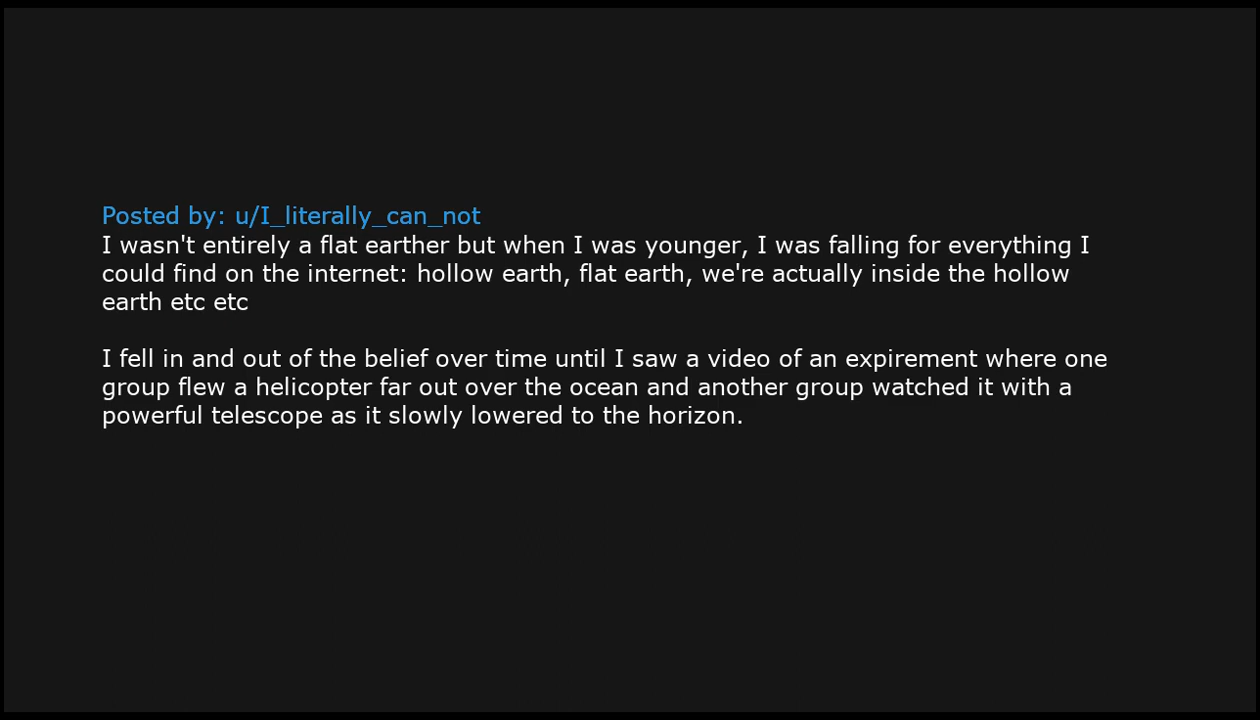 Posted by: u/I_literally_can_not
I wasn't entirely a flat earther but when I was younger, I was falling for everything I
could find on the internet: hollow earth, flat earth, we're actually inside the hollow
earth etc etc
I fell in and out of the belief over time until I saw a video of an expirement where one
group flew a helicopter far out over the ocean and another group watched it with a
powerful telescope as it slowly lowered to the horizon.